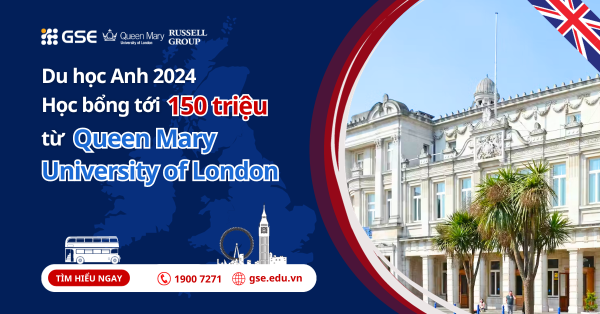 GSE
Queen Mary
University of London
RUSSELL
GROUP
Du học Anh 2024
Học bổng tới 150 triệu
từ Queen Mary
University of London
TÌM HIỂU NGAY
1900 7271
gse.edu.vn